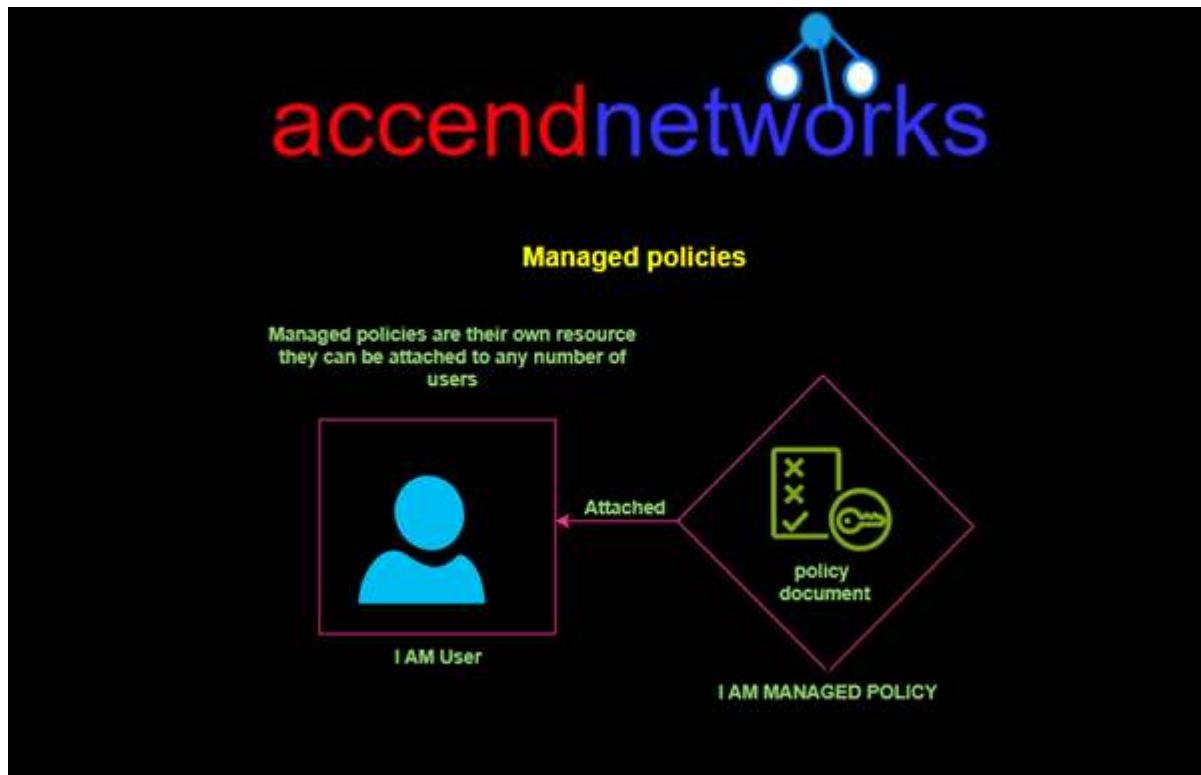 accendnetworks
Managed policies
Managed policies are their own resource
they can be attached to any number of
users
Attached
policy
document
I AM User
I AM MANAGED POLICY